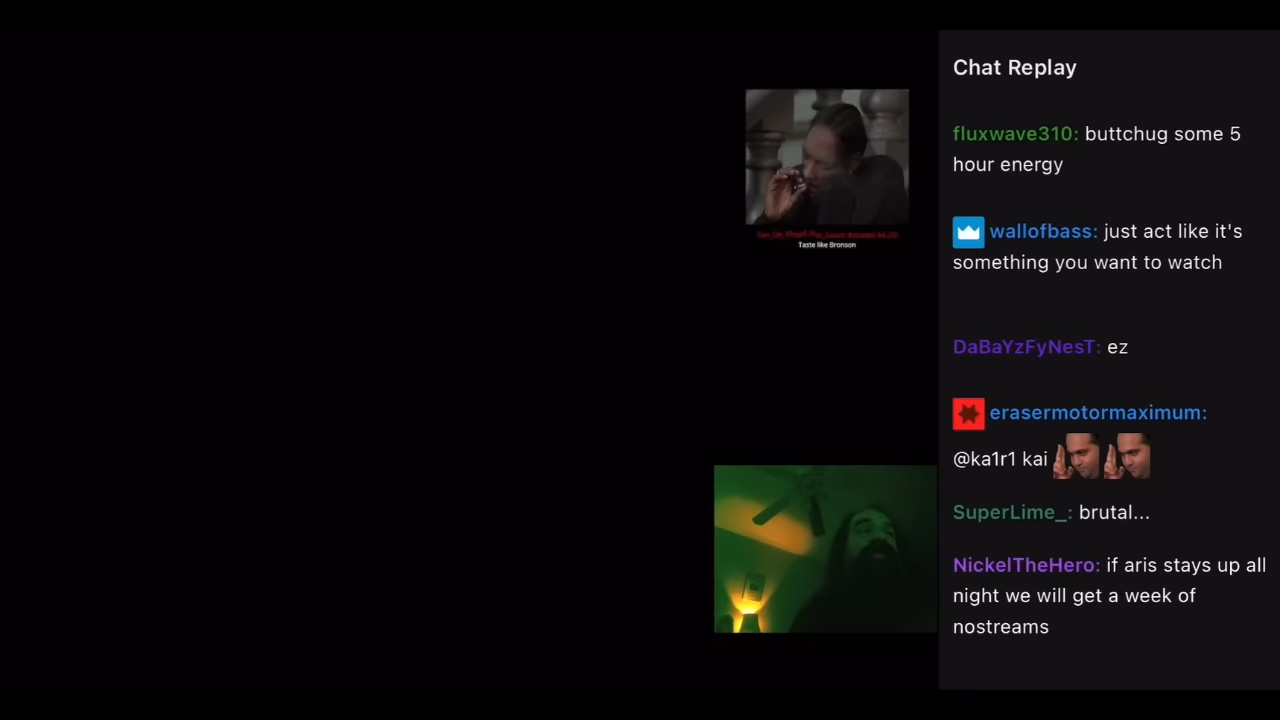 Chat Replay
fluxwave310: buttchug some 5
hour energy
wallofbass: just act like it's
something you want to watch
DaBaYzFyNesT: ez
erasermotormaximum:
@ka1r1 kai
SuperLime_: brutal...
NickelTheHero: if aris stays up all
night we will get a week of
nostreams
Taste like Bronson